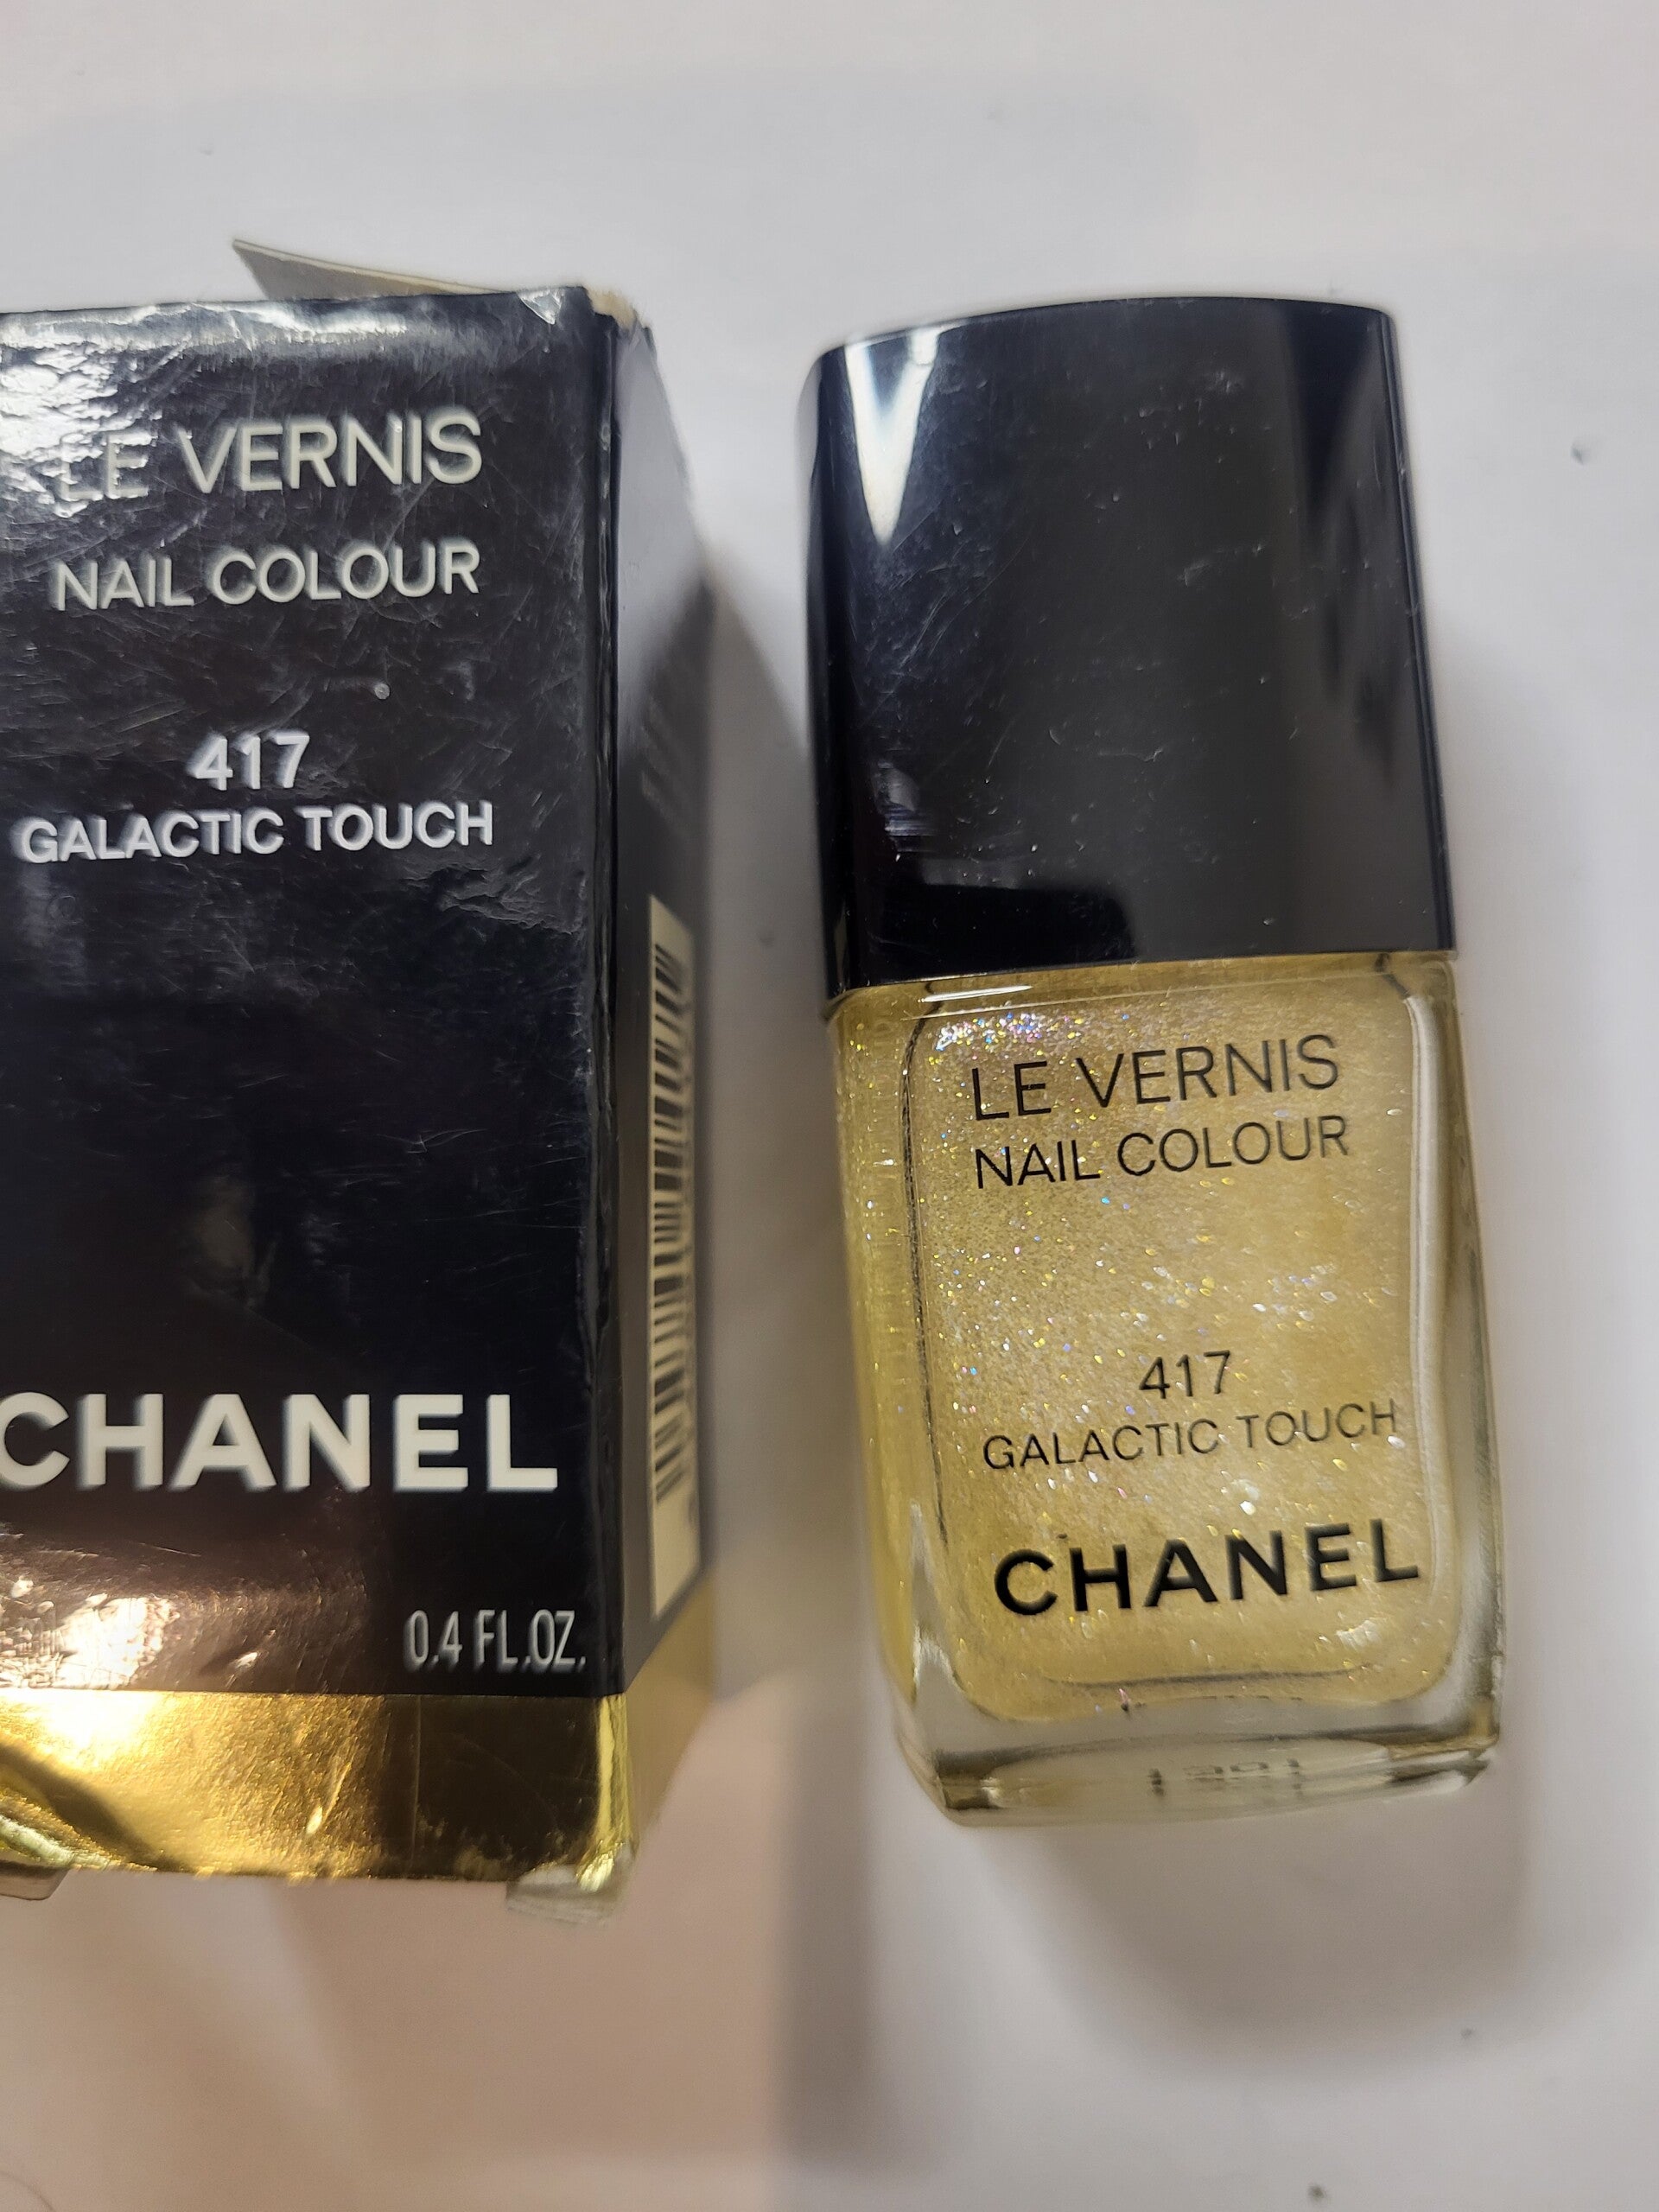 LE VERNIS
NAIL COLOUR
417
GALACTIC TOUCH
CHANEL
0.4 FL.OZ.
LE VERNIS
NAIL COLOUR
417
GALACTIC TOUCH
CHANEL